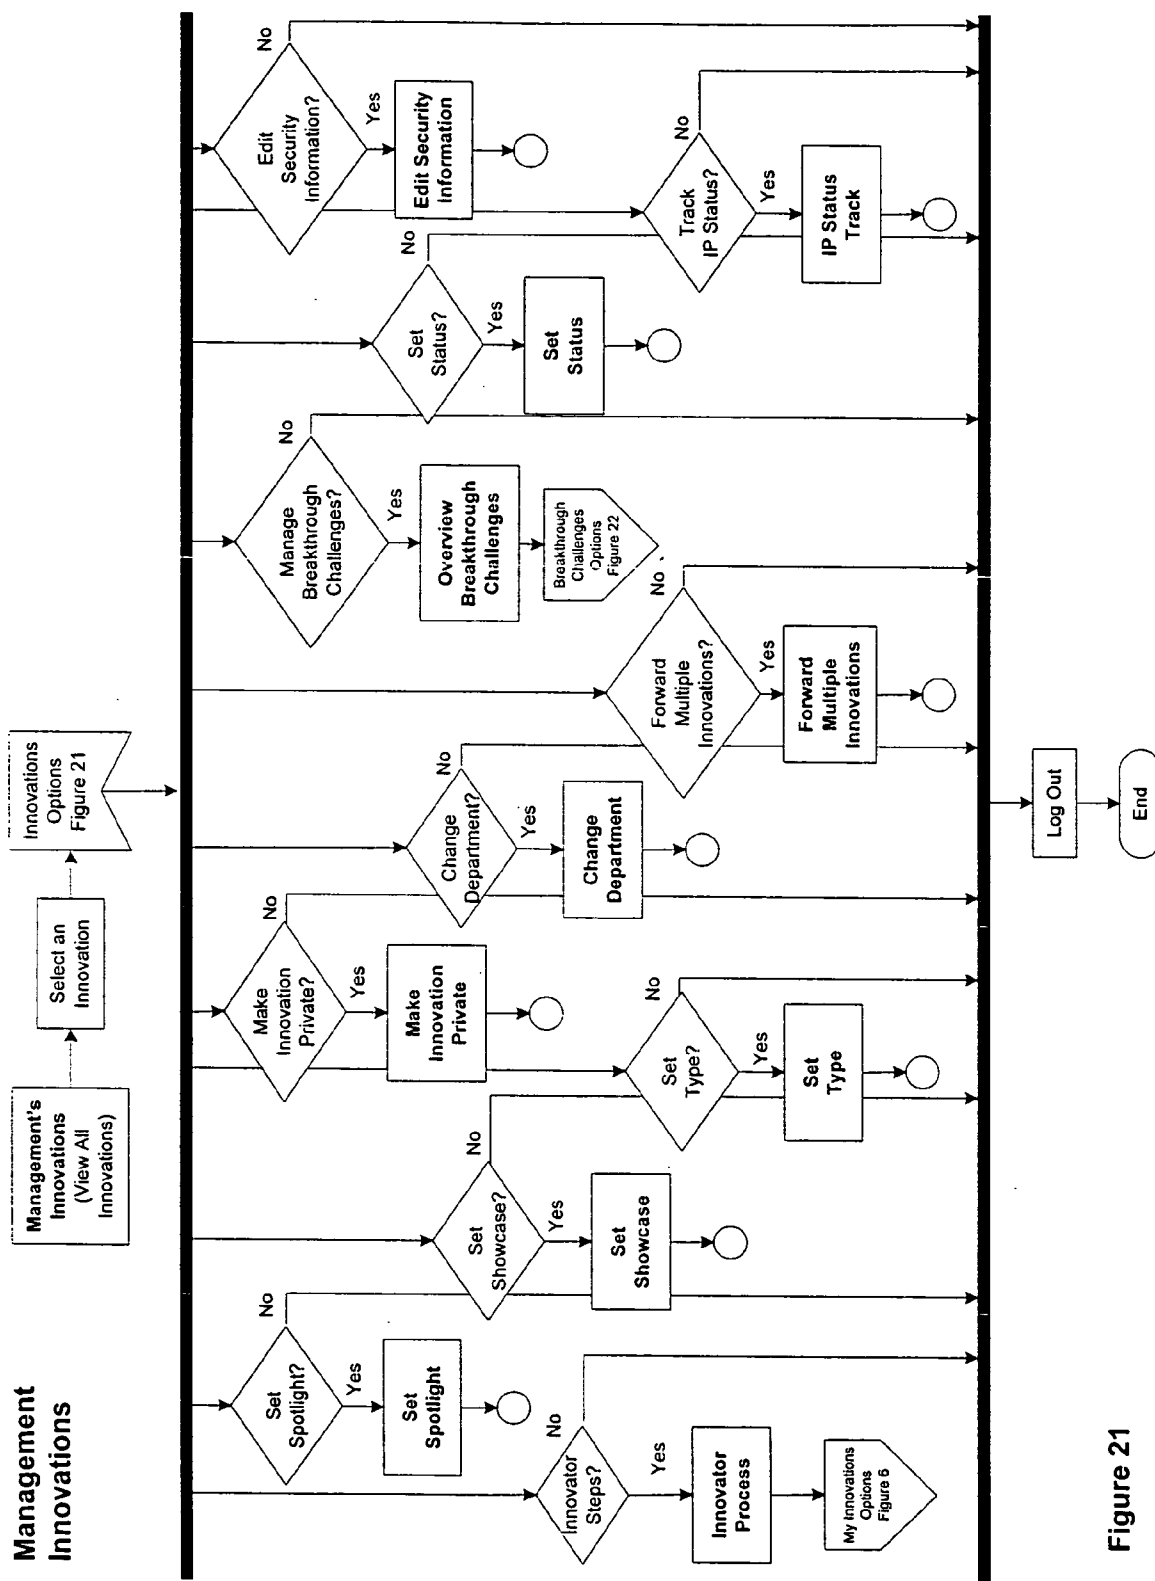 Management
Innovations
Management's
Innovations
(View All
Innovations)
Select an
Innovation
Innovations
Options
Figure 21
Innovator
Steps?
No
Yes
Innovator
Process
My Innovations
Options
Figure 6
Set
Spotlight?
No
Yes
Set
Spotlight
Set
Showcase?
No
Yes
Set
Showcase
Set
Type?
No
Yes
Set
Type
Make
Innovation
Private?
No
Yes
Make
Innovation
Private
Change
Department?
No
Yes
Change
Department
Forward
Multiple
Innovations?
No
Yes
Forward
Multiple
Innovations
Manage
Breakthrough
Challenges?
No
Yes
Overview
Breakthrough
Challenges
Breakthrough
Challenges
Options
Figure 22
Set
Status?
No
Yes
Set
Status
Track
IP Status?
No
Yes
IP Status
Track
Edit
Security
Information?
No
Yes
Edit Security
Information
Log Out
End
Figure 21